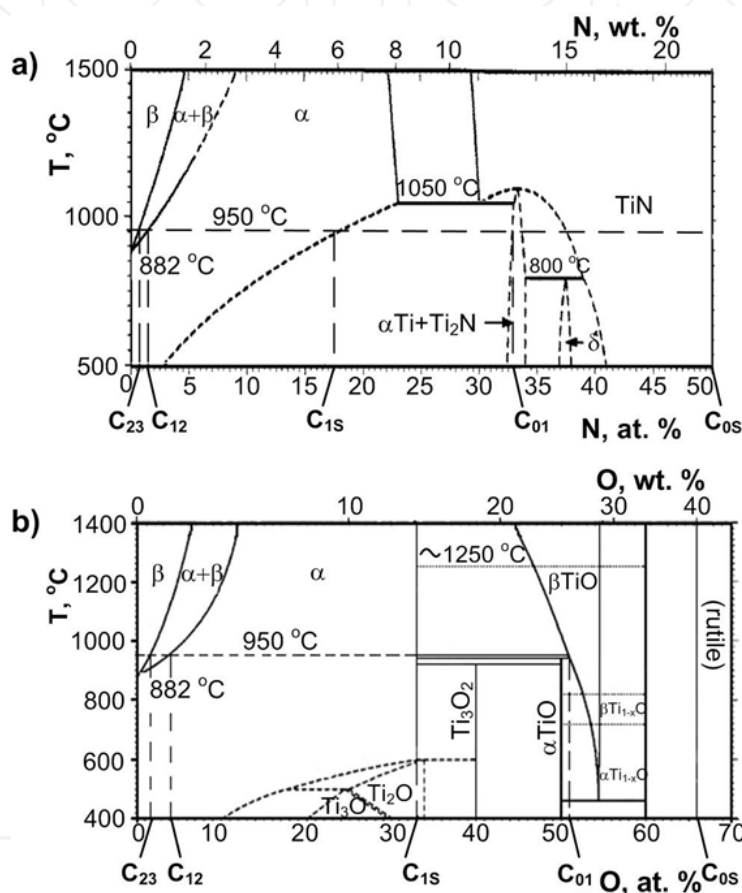 N, wt. %
0 2 4 6 8 10 15 20
a)
1500
β α+β α
1050 °C
T, °C
TiN
1000
950 °C
882 °C
800 °C
αTi+Ti₂N
δ'
500
0 5 10 15 20 25 30 35 40 45 50
C₂₃ C₁₂ C₁S C₀₁ C₀S
N, at. %
O, wt. %
0 10 20 30 40
b)
1400
~1250 °C
β α+β α
βTiO
1200
(rutile)
T, °C
1000
950 °C
882 °C
800
Ti₃O₂
αTiO
βTi₁₋ₓO
αTi₁₋ₓO
600
Ti₂O
Ti₃O
400
0 10 20 30 40 50 60 70
C₂₃ C₁₂ C₁S C₀₁ C₀S
O, at. %